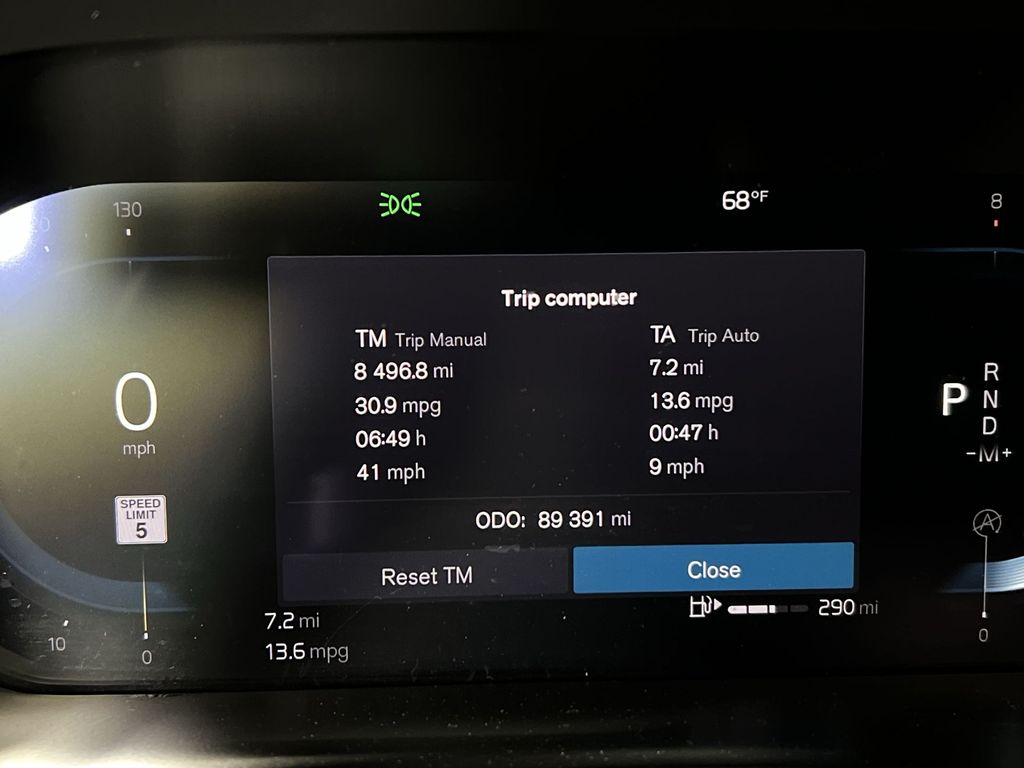 130
68°F
8
Trip computer
TM Trip Manual
8 496.8 mi
30.9 mpg
06:49 h
41 mph
TA Trip Auto
7.2 mi
13.6 mpg
00:47 h
9 mph
ODO: 89 391 mi
Reset TM
Close
0
mph
SPEED
LIMIT
5
10
0
7.2 mi
13.6 mpg
290 mi
P
R
N
D
-M+
A
0